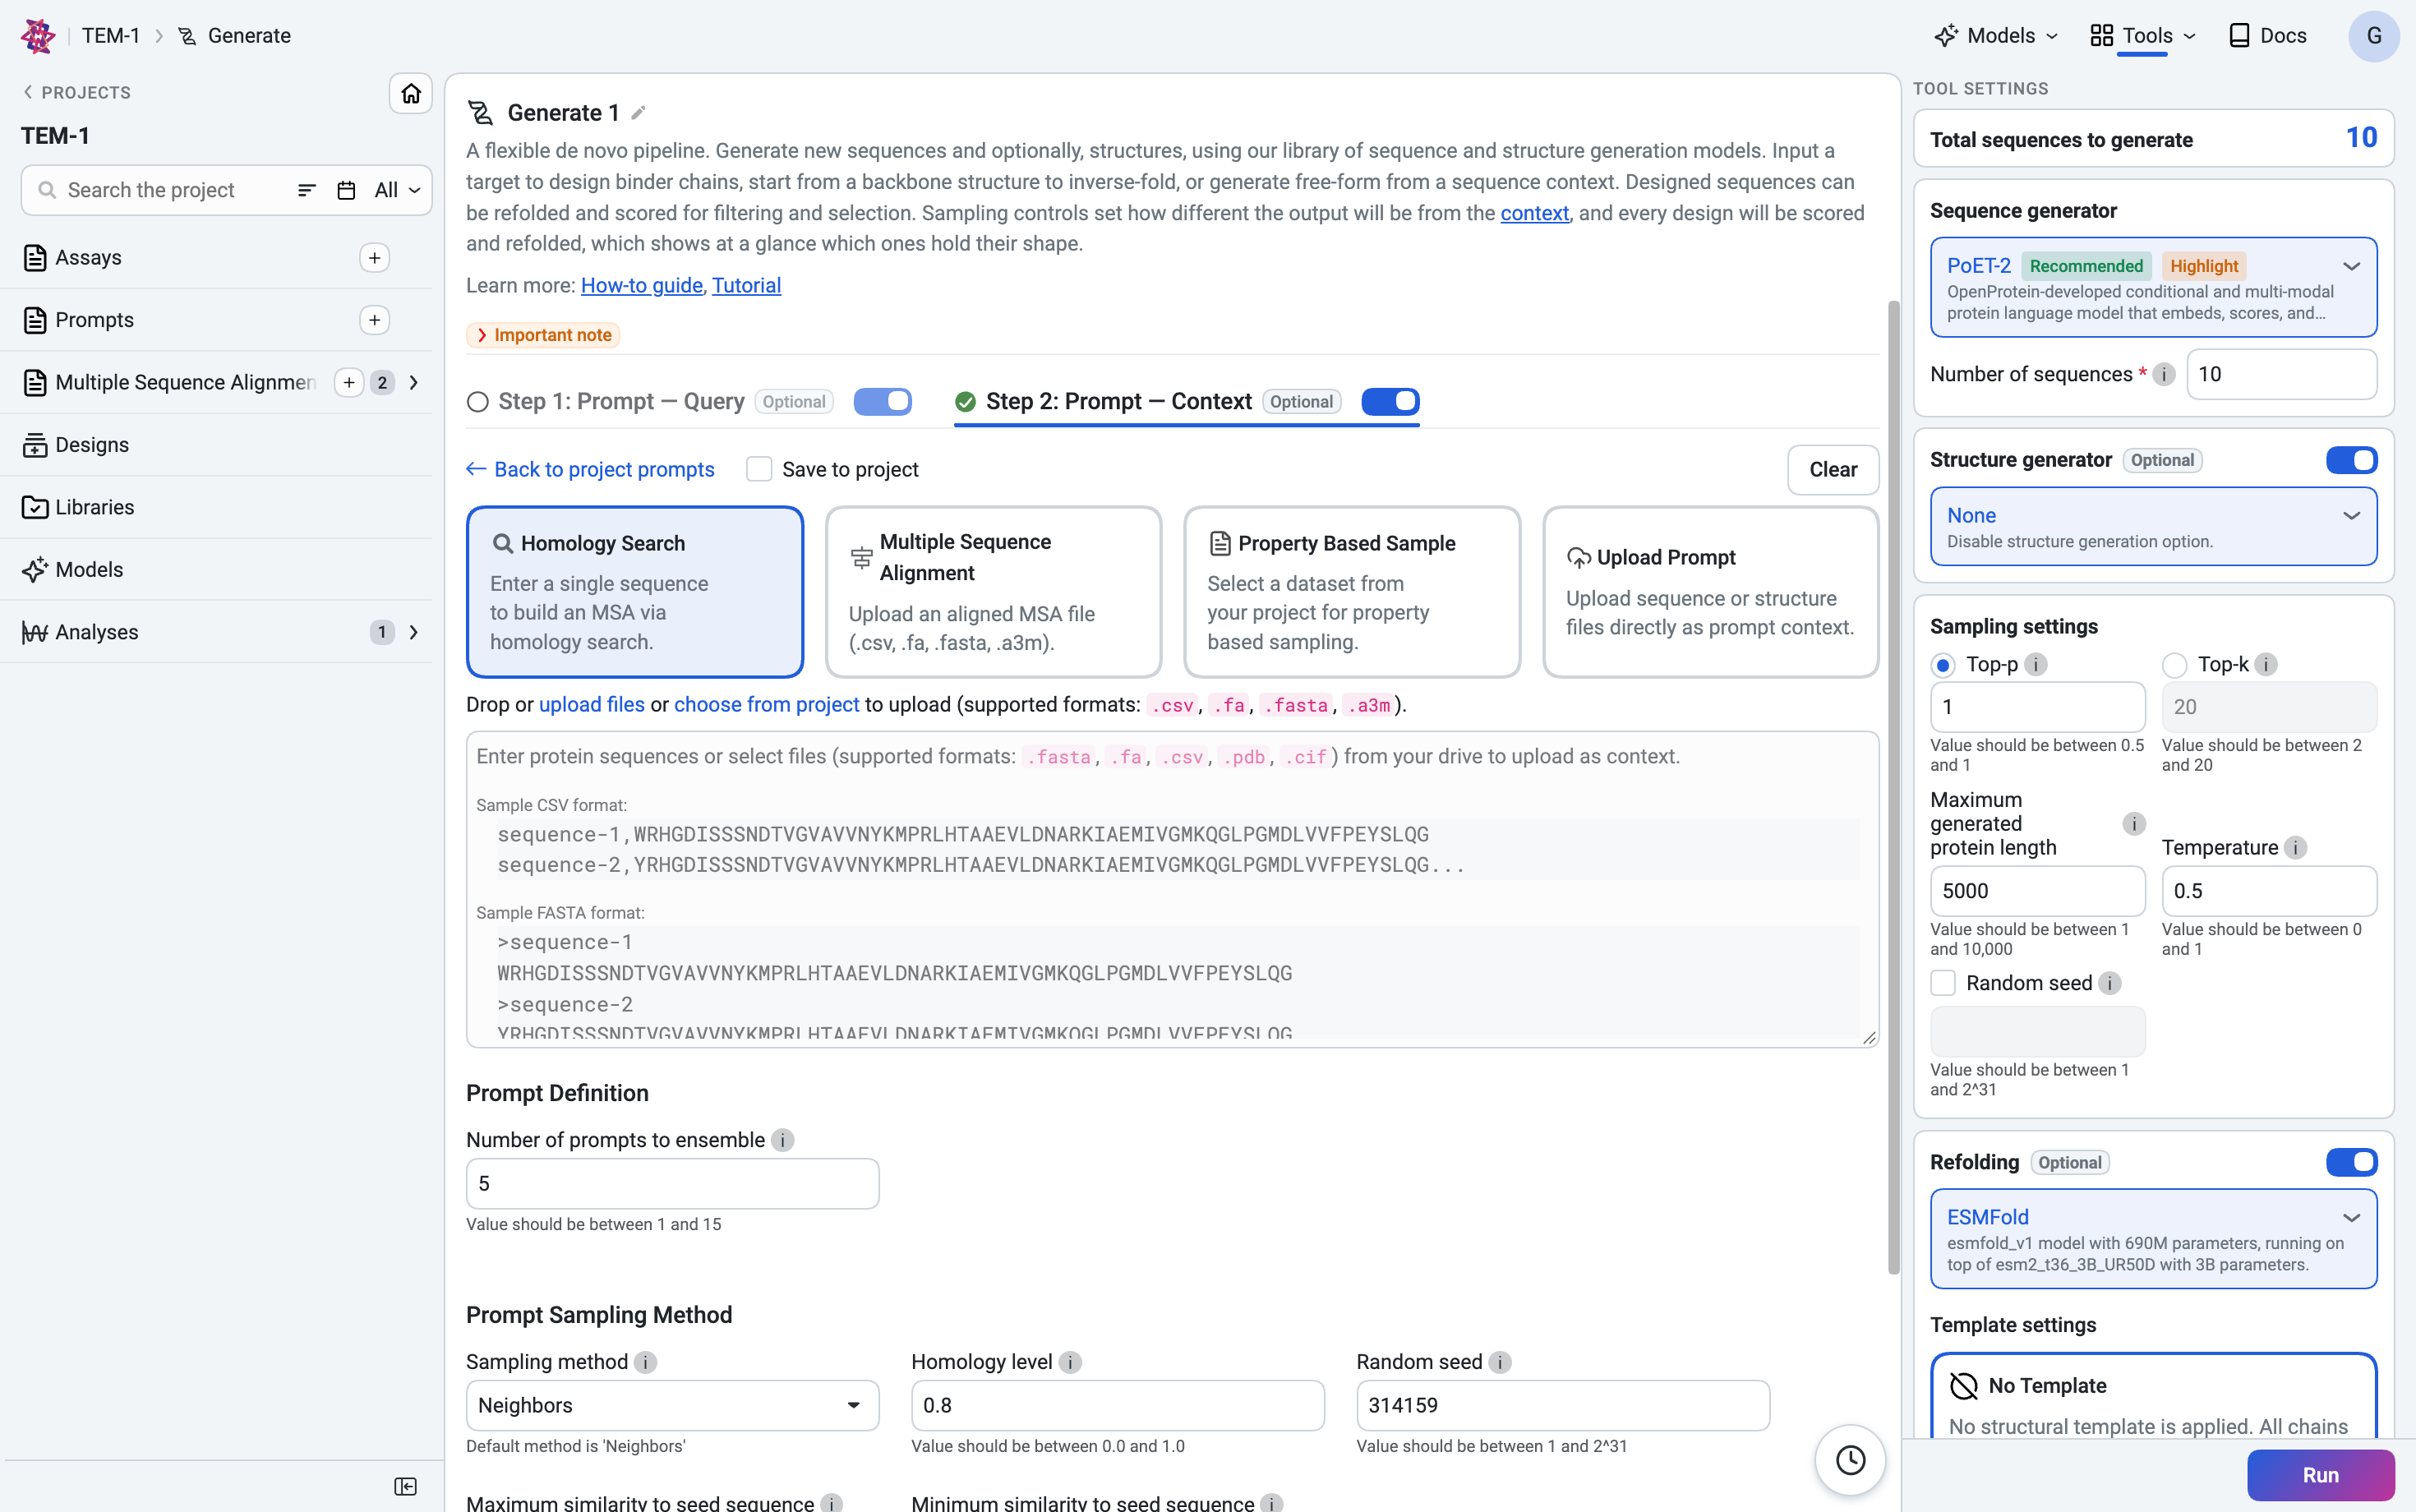 TEM-1
Generate
Models
Tools
Docs
G
PROJECTS
TEM-1
Search the project
All
Assays
Prompts
Multiple Sequence Alignmen
2
Designs
Libraries
Models
Analyses
1
Generate 1
A flexible de novo pipeline. Generate new sequences and optionally, structures, using our library of sequence and structure generation models. Input a
target to design binder chains, start from a backbone structure to inverse-fold, or generate free-form from a sequence context. Designed sequences can
be refolded and scored for filtering and selection. Sampling controls set how different the output will be from the context, and every design will be scored
and refolded, which shows at a glance which ones hold their shape.
Learn more: How-to guide, Tutorial
Important note
Step 1: Prompt — Query Optional
Step 2: Prompt — Context Optional
Back to project prompts
Save to project
Clear
Homology Search
Enter a single sequence
to build an MSA via
homology search.
Multiple Sequence
Alignment
Upload an aligned MSA file
(.csv, .fa, .fasta, .a3m).
Property Based Sample
Select a dataset from
your project for property
based sampling.
Upload Prompt
Upload sequence or structure
files directly as prompt context.
Drop or upload files or choose from project to upload (supported formats: .csv, .fa, .fasta, .a3m).
Enter protein sequences or select files (supported formats: .fasta, .fa, .csv, .pdb, .cif) from your drive to upload as context.
Sample CSV format:
sequence-1,WRHGDISSSNDTVGVAVVNYKMPRLHTAAEVLDNARKIAEMIVGMKQGLPGMDLVVFPEYSLQG
sequence-2,YRHGDISSSNDTVGVAVVNYKMPRLHTAAEVLDNARKIAEMIVGMKQGLPGMDLVVFPEYSLQG...
Sample FASTA format:
>sequence-1
WRHGDISSSNDTVGVAVVNYKMPRLHTAAEVLDNARKIAEMIVGMKQGLPGMDLVVFPEYSLQG
>sequence-2
YRHGDISSSNDTVGVAVVNYKMPRLHTAAEVLDNARKIAEMIVGMKQGLPGMDLVVFPEYSLQG
Prompt Definition
Number of prompts to ensemble
5
Value should be between 1 and 15
Prompt Sampling Method
Sampling method
Neighbors
Default method is 'Neighbors'
Homology level
0.8
Value should be between 0.0 and 1.0
Random seed
314159
Value should be between 1 and 2^31
Maximum similarity to seed sequence
Minimum similarity to seed sequence
TOOL SETTINGS
Total sequences to generate
10
Sequence generator
PoET-2 Recommended Highlight
OpenProtein-developed conditional and multi-modal
protein language model that embeds, scores, and...
Number of sequences *
10
Structure generator Optional
None
Disable structure generation option.
Sampling settings
Top-p
1
Value should be between 0.5
and 1
Top-k
20
Value should be between 2
and 20
Maximum
generated
protein length
5000
Value should be between 1
and 10,000
Temperature
0.5
Value should be between 0
and 1
Random seed
Value should be between 1
and 2^31
Refolding Optional
ESMFold
esmfold_v1 model with 690M parameters, running on
top of esm2_t36_3B_UR50D with 3B parameters.
Template settings
No Template
No structural template is applied. All chains
Run